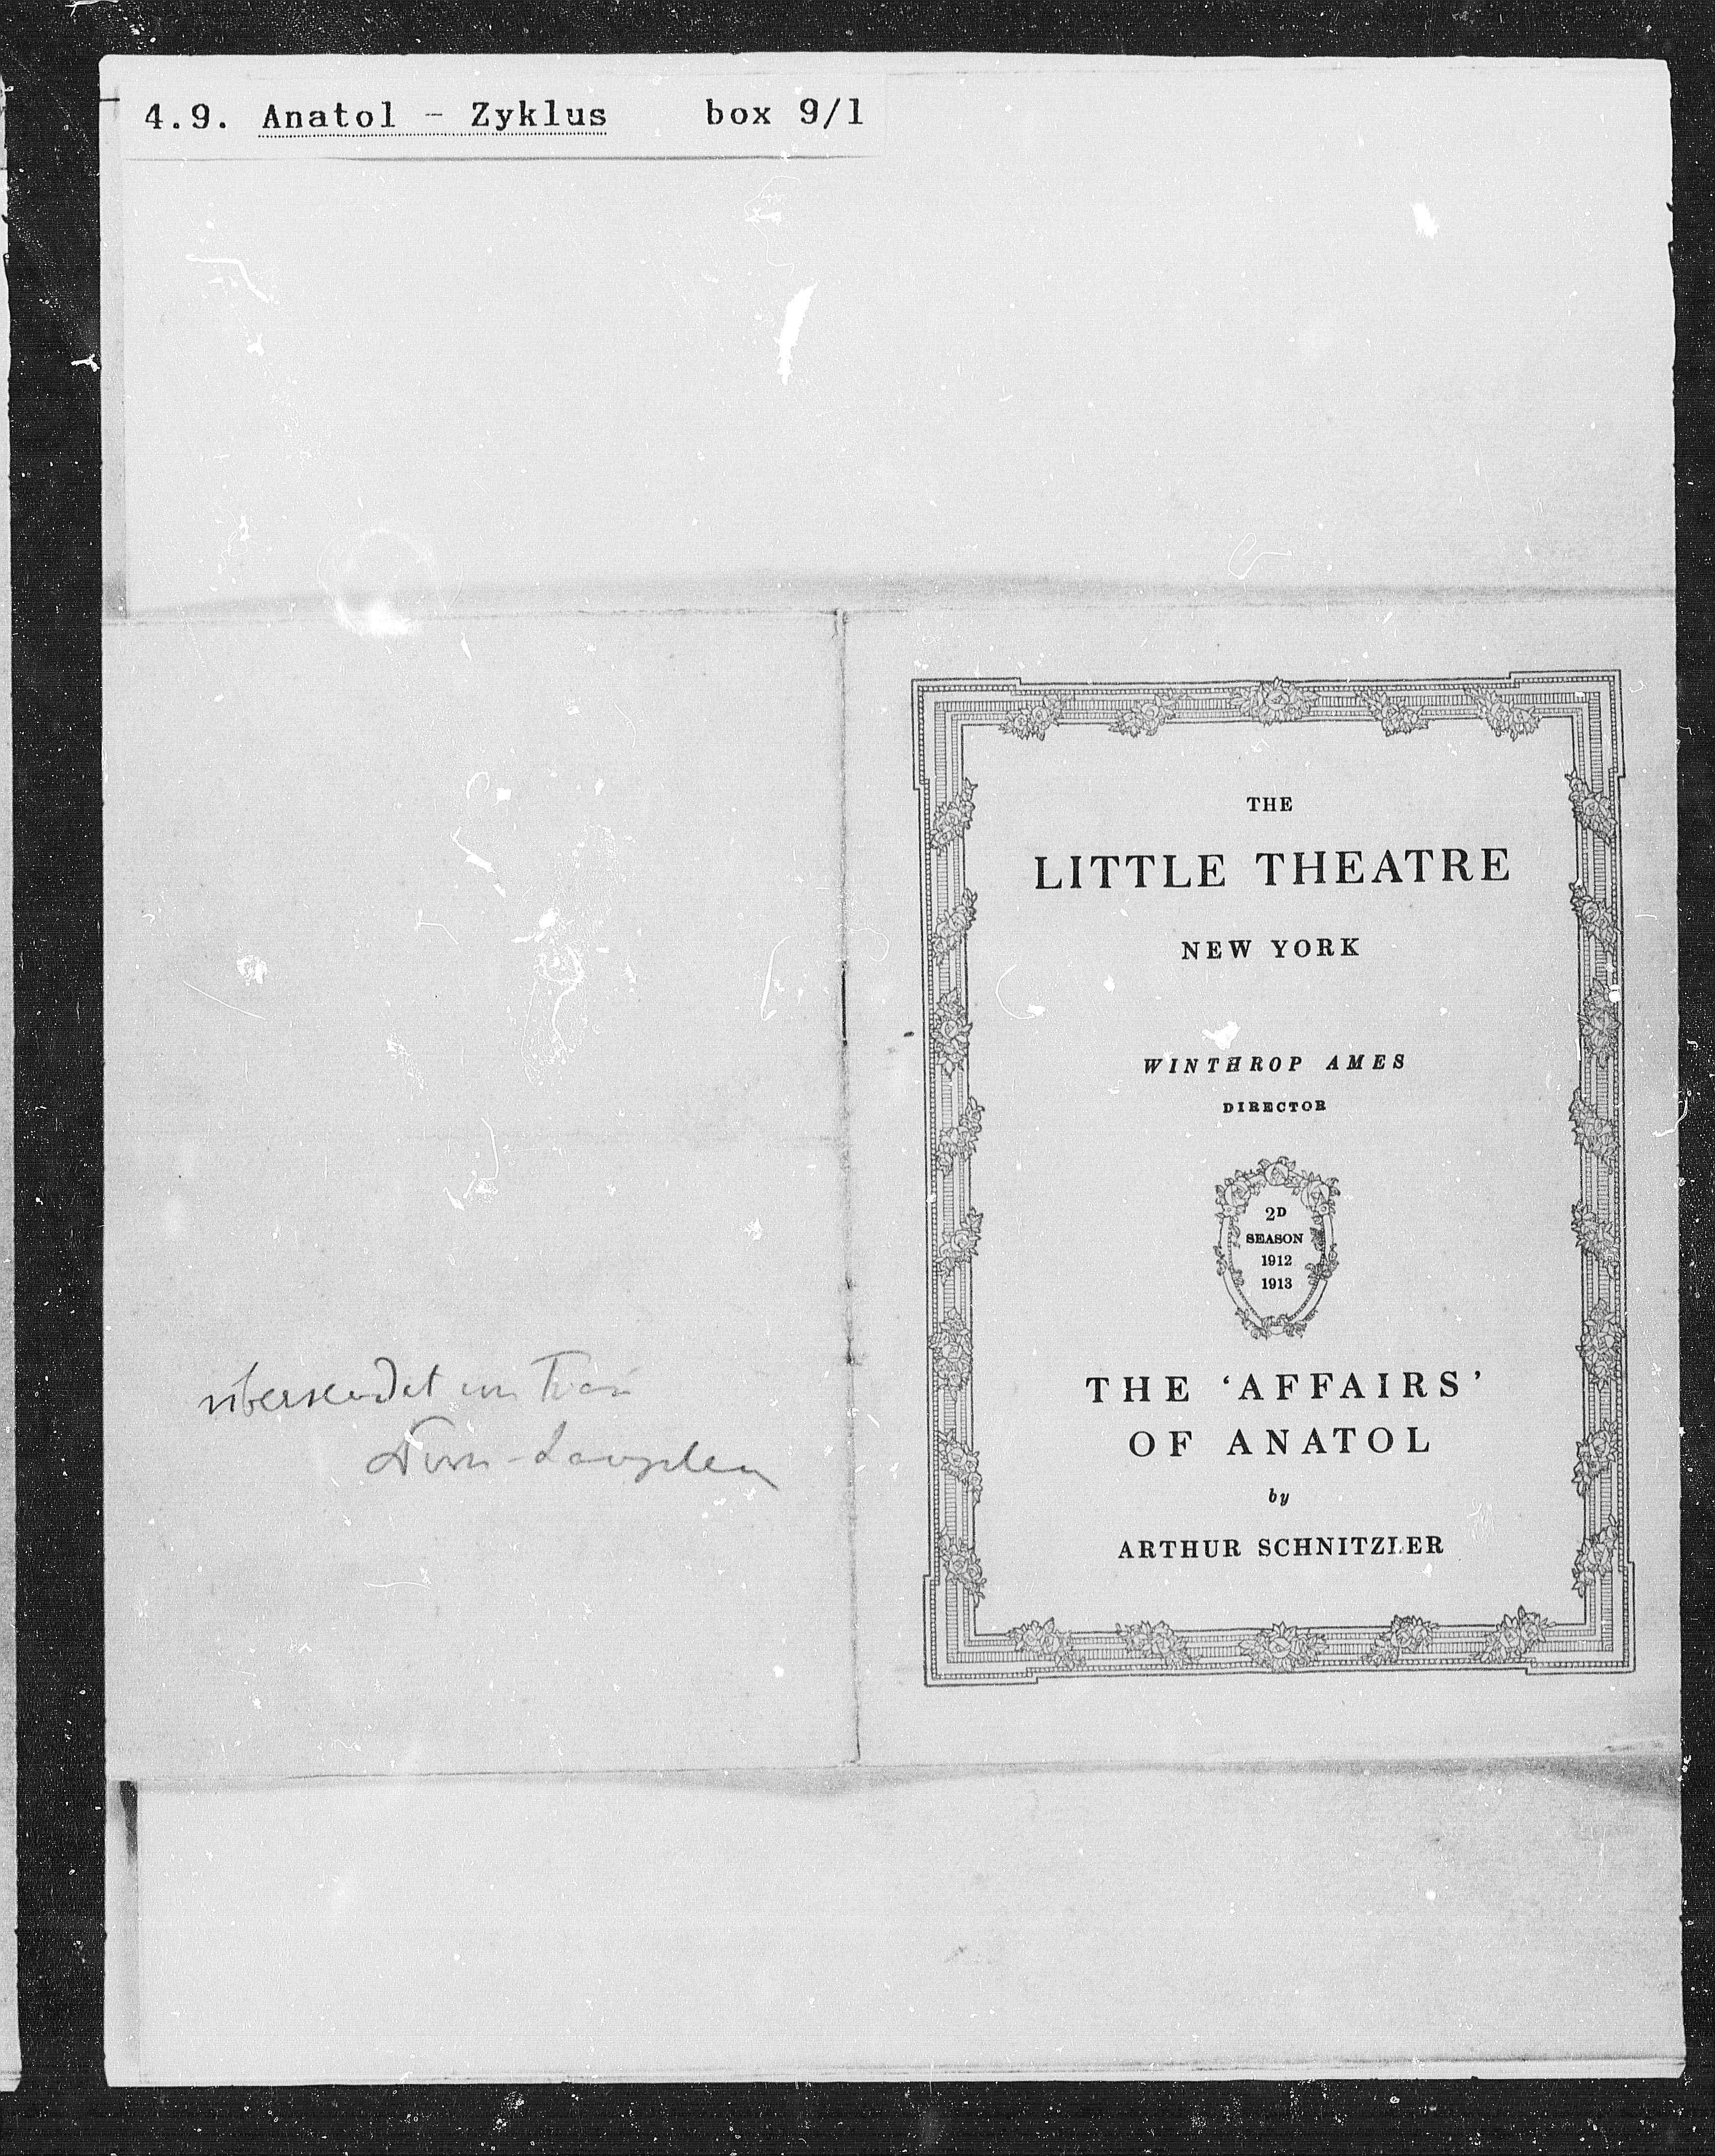 4.9. Anatol - Zyklus box 9/1
THE
LITTLE THEATRE
NEW YORK
WINTHROP AMES
DIRECTOR
2D
SEASON
1912
1913
THE ‘AFFAIRS’
OF ANATOL
by
ARTHUR SCHNITZLER
übersendet